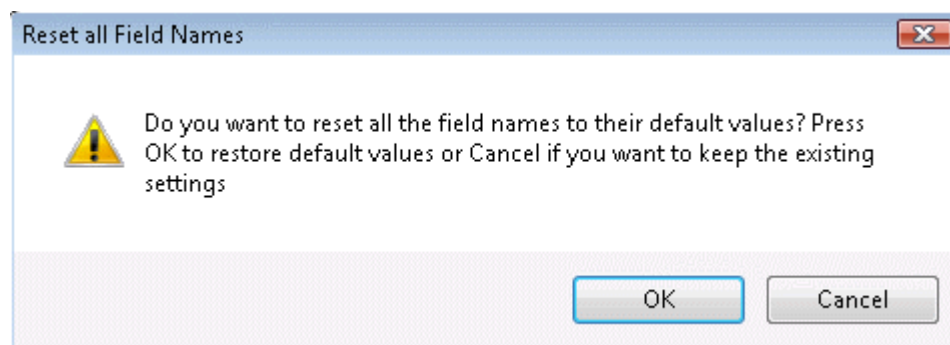 Reset all Field Names
Do you want to reset all the field names to their default values? Press
OK to restore default values or Cancel if you want to keep the existing
settings
OK
Cancel